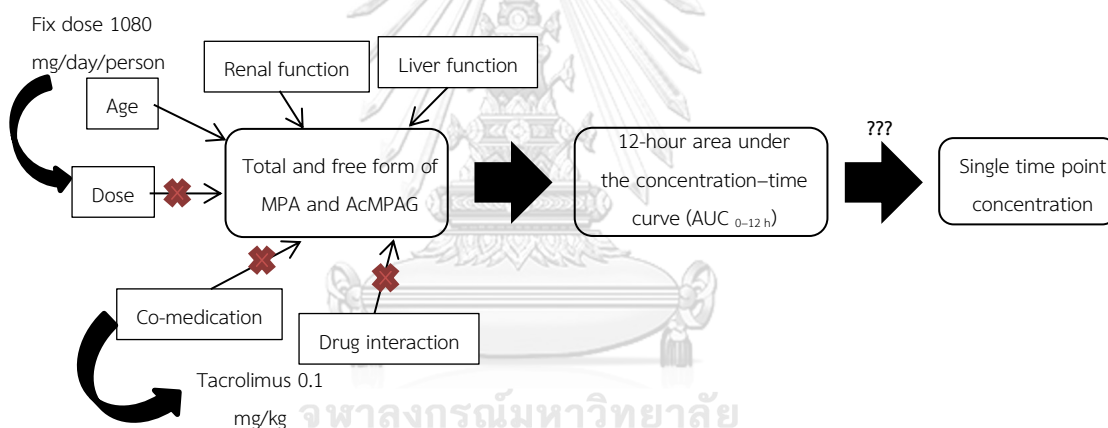 Fix dose 1080
mg/day/person
Age
Dose
Renal function
Liver function
Total and free form of
MPA and AcMPAG
12-hour area under
the concentration–time
curve (AUC 0–12 h)
???
Single time point
concentration
Co-medication
Drug interaction
Tacrolimus 0.1
mg/kg
จุฬาลงกรณ์มหาวิทยาลัย